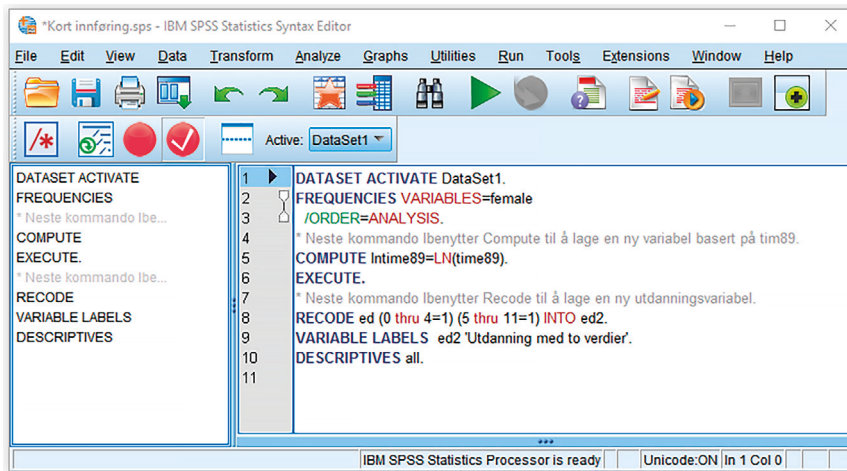 *Kort innføring.sps - IBM SPSS Statistics Syntax Editor
File Edit View Data Transform Analyze Graphs Utilities Run Tools Extensions Window Help
Active: DataSet1
DATASET ACTIVATE
FREQUENCIES
* Neste kommando Ibe...
COMPUTE
EXECUTE.
* Neste kommando Ibe...
RECODE
VARIABLE LABELS
DESCRIPTIVES
1 DATASET ACTIVATE DataSet1.
2 FREQUENCIES VARIABLES=female
3 /ORDER=ANALYSIS.
4 * Neste kommando Ibenytter Compute til å lage en ny variabel basert på tim89.
5 COMPUTE lntime89=LN(time89).
6 EXECUTE.
7 * Neste kommando Ibenytter Recode til å lage en ny utdanningsvariabel.
8 RECODE ed (0 thru 4=1) (5 thru 11=1) INTO ed2.
9 VARIABLE LABELS ed2 'Utdanning med to verdier'.
10 DESCRIPTIVES all.
11
IBM SPSS Statistics Processor is ready Unicode:ON In 1 Col 0